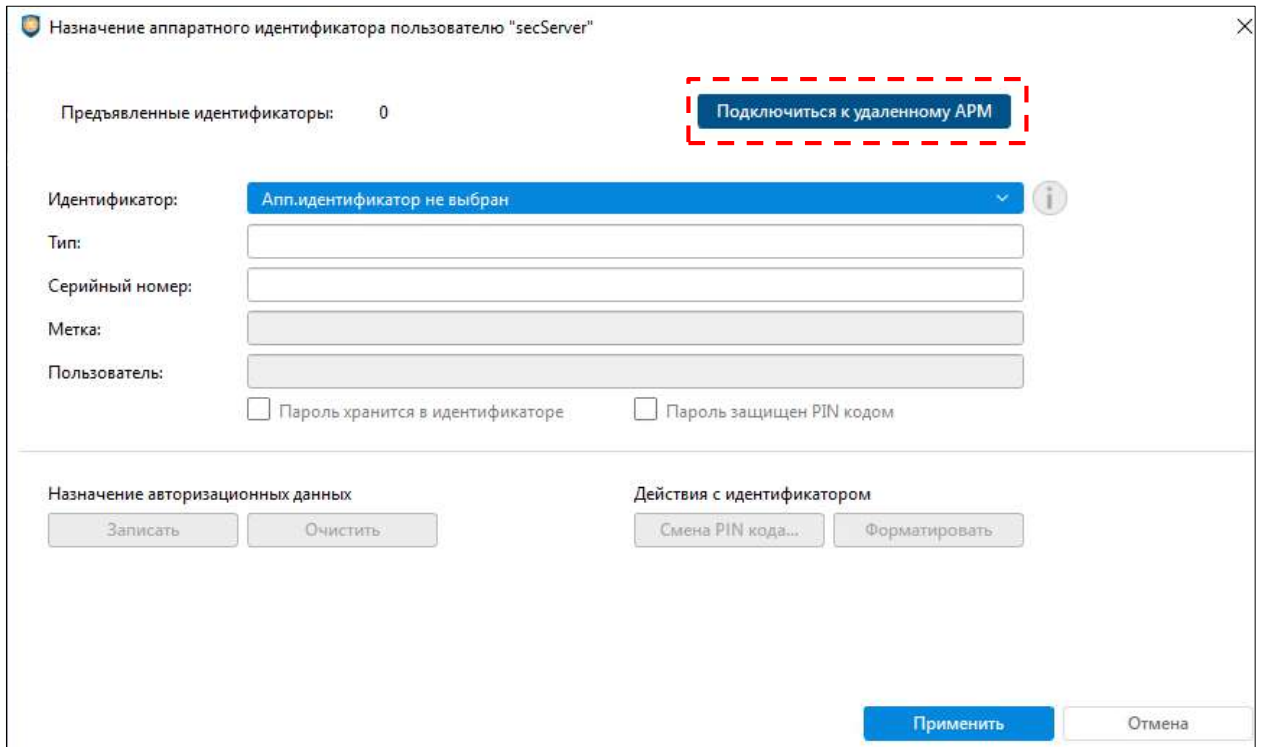 Назначение аппаратного идентификатора пользователю "secServer"
Предъявленные идентификаторы: 0 Подключиться к удаленному АРМ
Идентификатор: Апп.идентификатор не выбран
Тип:
Серийный номер:
Метка:
Пользователь:
Пароль хранится в идентификаторе Пароль защищен PIN кодом
Назначение авторизационных данных Действия с идентификатором
Записать Очистить Смена PIN кода... Форматировать
Применить Отмена